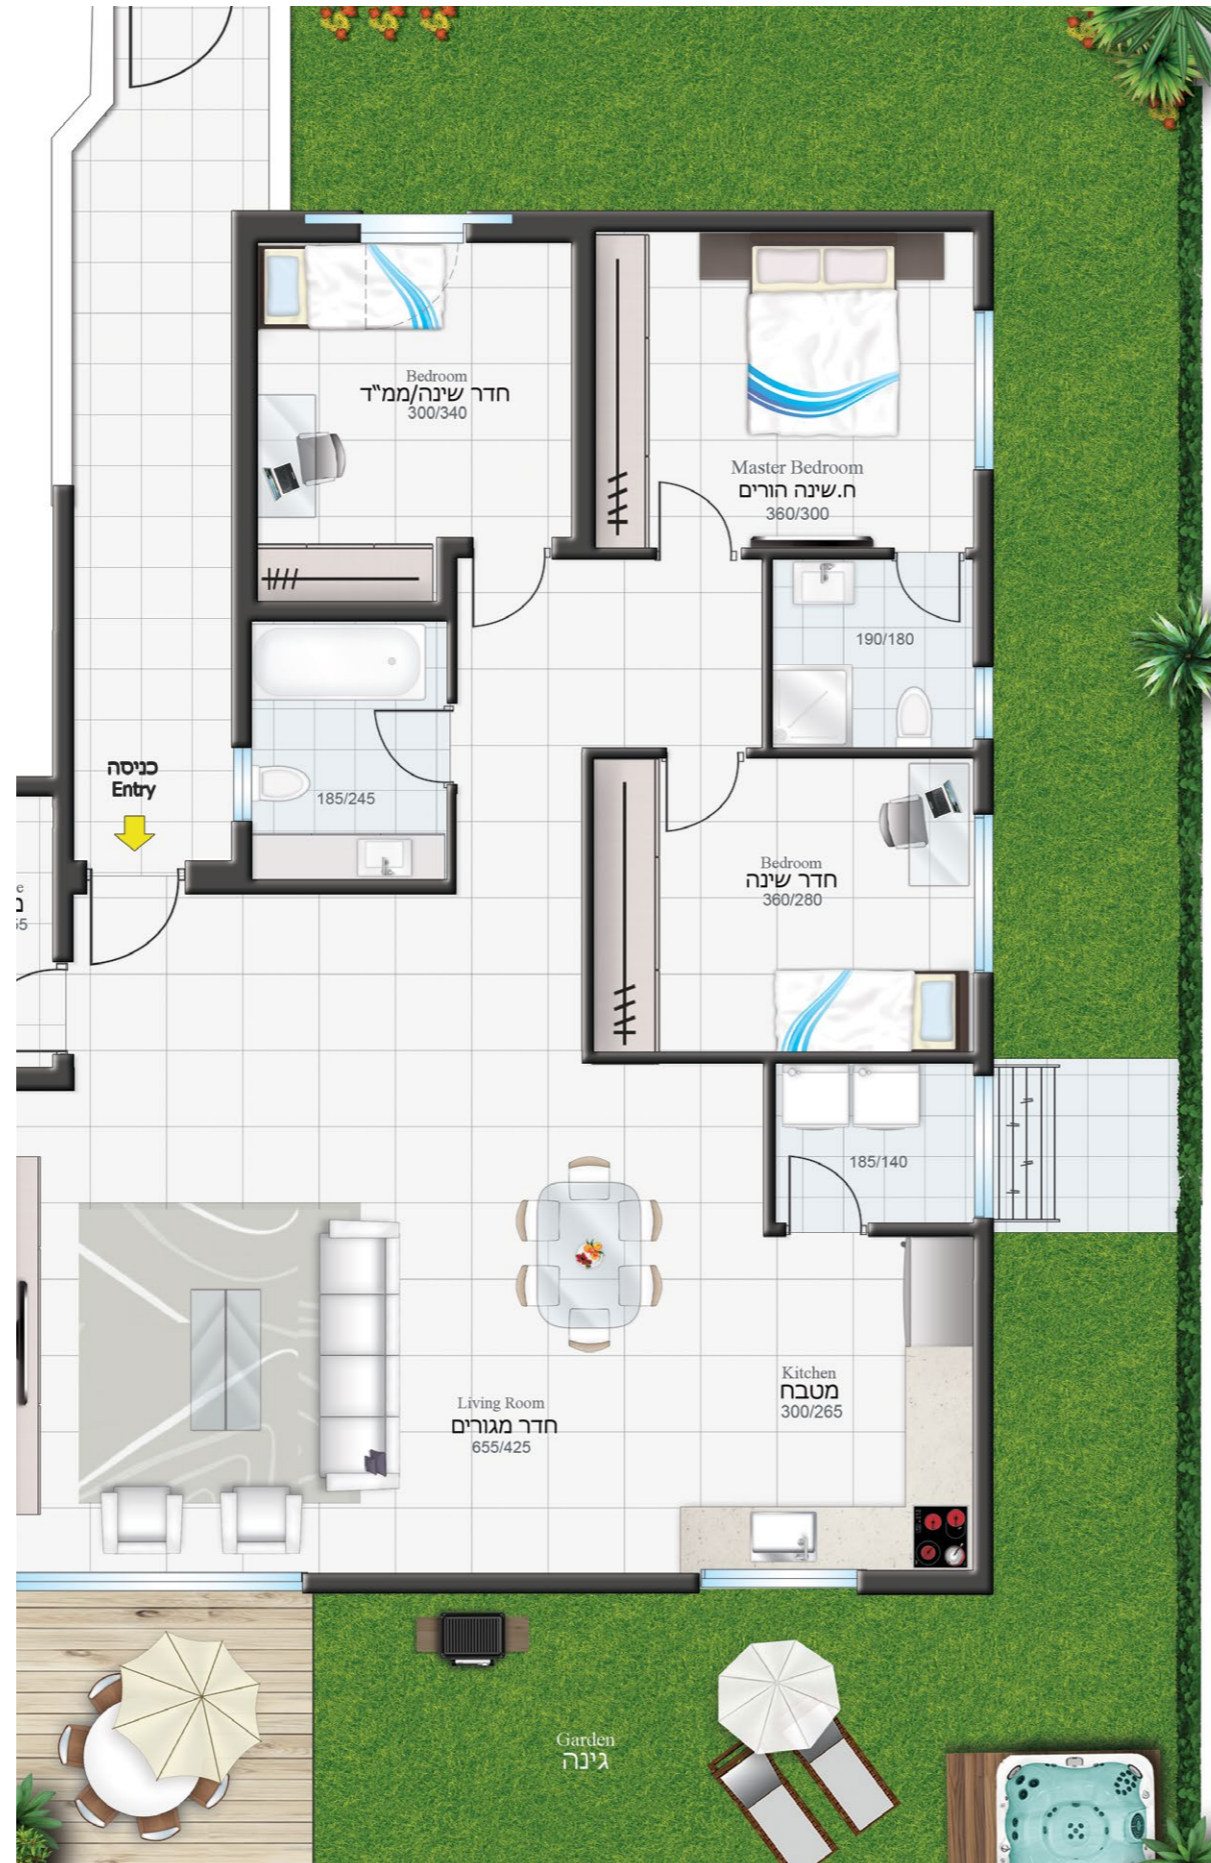 Bedroom
חדר שינה/ממ"ד
300/340
Master Bedroom
ח.שינה הורים
360/300
190/180
כניסה
Entry
185/245
Bedroom
חדר שינה
360/280
185/140
Kitchen
מטבח
300/265
Living Room
חדר מגורים
655/425
Garden
גינה